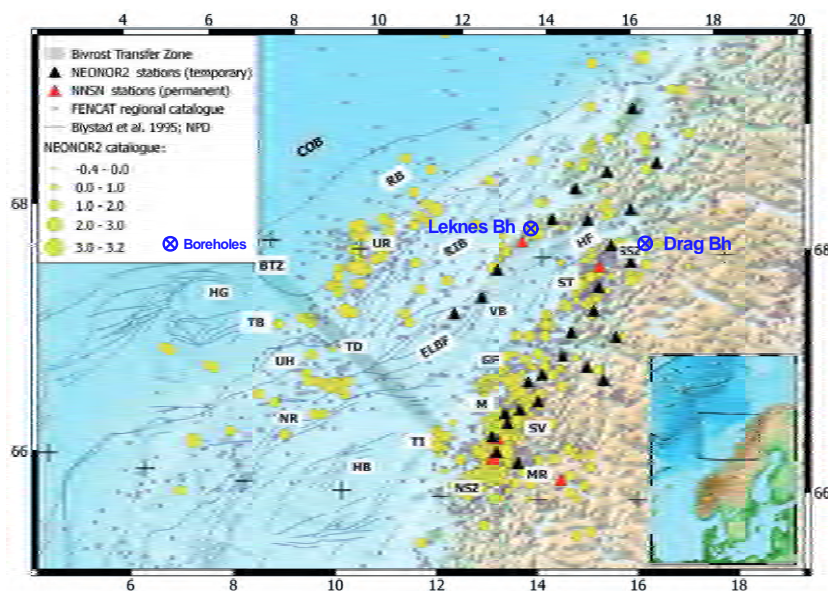 4 6 8 10 12 14 16 18 20
Bivrost Transfer Zone
NEONOR2 stations (temporary)
NNSN stations (permanent)
FENCAT regional catalogue
Blystad et al. 1995; NPD
NEONOR2 catalogue:
-0.4 - 0.0
0.0 - 1.0
1.0 - 2.0
2.0 - 3.0
3.0 - 3.2
Boreholes
COB
RB
68
Leknes Bh
UR
HF
SS2
Drag Bh
68
BTZ
HG
ST
TB
VB
TD
ELBF
UH
GF
NR
M
SV
66
HB
MR
NS2
66
6 8 10 12 14 16 18